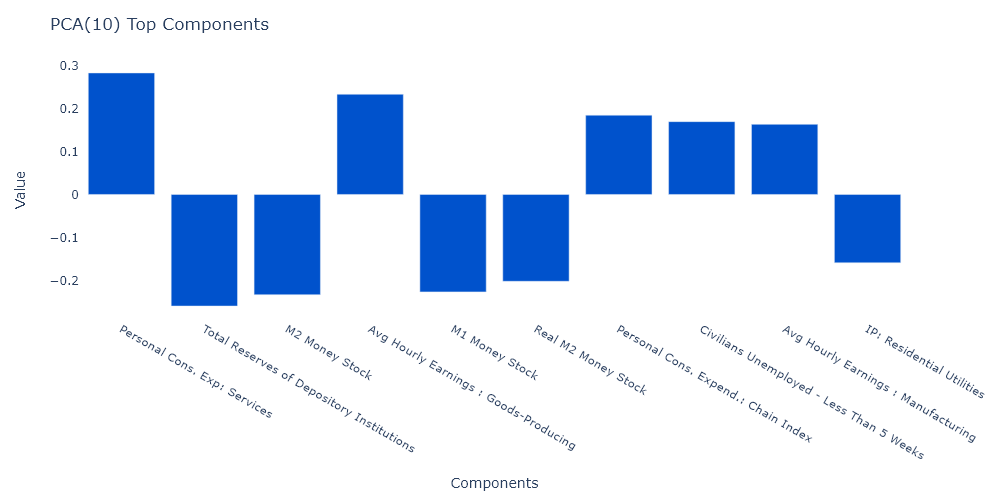 PCA(10) Top Components
Value
0.3
0.2
0.1
0
−0.1
−0.2
Personal Cons. Exp: Services
Total Reserves of Depository Institutions
M2 Money Stock
Avg Hourly Earnings : Goods-Producing
M1 Money Stock
Real M2 Money Stock
Personal Cons. Expend.: Chain Index
Civilians Unemployed - Less Than 5 Weeks
Avg Hourly Earnings : Manufacturing
IP: Residential Utilities
Components